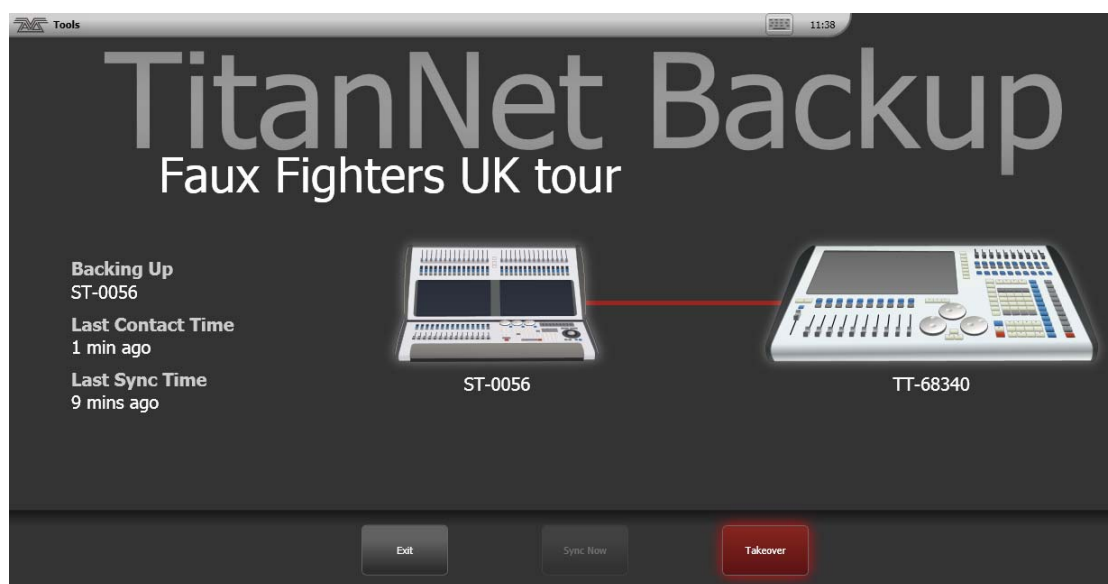 Tools
11:38
TitanNet Backup
Faux Fighters UK tour
Backing Up
ST-0056
Last Contact Time
1 min ago
Last Sync Time
9 mins ago
ST-0056
TT-68340
Exit
Sync Now
Takeover